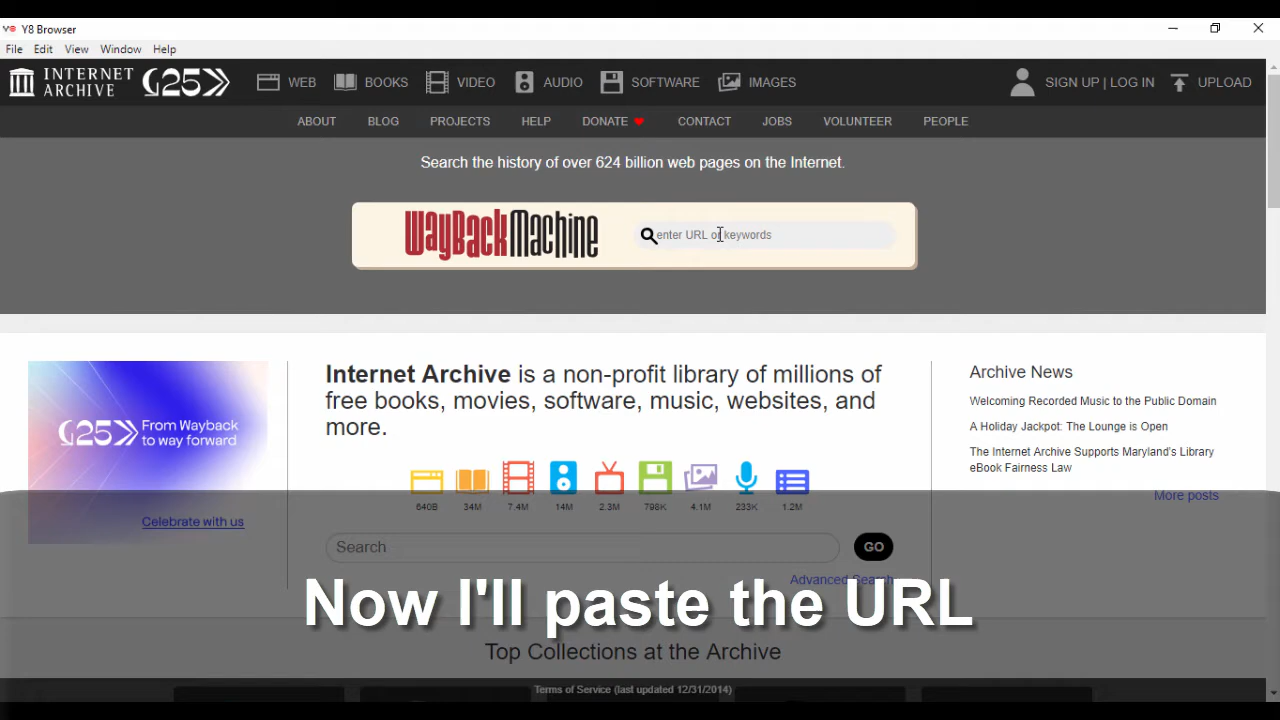 Y8 Browser
File Edit View Window Help
INTERNET ARCHIVE 25 WEB BOOKS VIDEO AUDIO SOFTWARE IMAGES SIGN UP | LOG IN UPLOAD
ABOUT BLOG PROJECTS HELP DONATE CONTACT JOBS VOLUNTEER PEOPLE
Search the history of over 624 billion web pages on the Internet.
WayBackMachine enter URL or keywords
25 From Wayback
to way forward
Celebrate with us
Internet Archive is a non-profit library of millions of
free books, movies, software, music, websites, and
more.
640B 34M 7.4M 14M 2.3M 798K 4.1M 233K 1.2M
Search GO
Advanced Search
Archive News
Welcoming Recorded Music to the Public Domain
A Holiday Jackpot: The Lounge is Open
The Internet Archive Supports Maryland's Library
eBook Fairness Law
More posts
Now I'll paste the URL
Top Collections at the Archive
Terms of Service (last updated 12/31/2014)